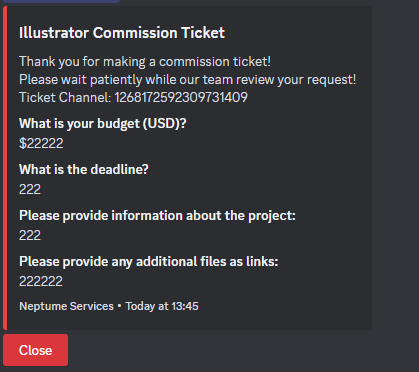 Illustrator Commission Ticket
Thank you for making a commission ticket!
Please wait patiently while our team review your request!
Ticket Channel: 1268172592309731409
What is your budget (USD)?
$22222
What is the deadline?
222
Please provide information about the project:
222
Please provide any additional files as links:
222222
Neptume Services • Today at 13:45
Close